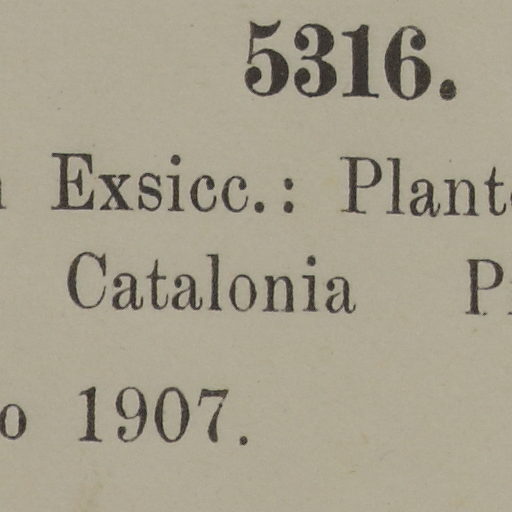 5316.
Exsicc.: Plant
Catalonia P
o 1907.